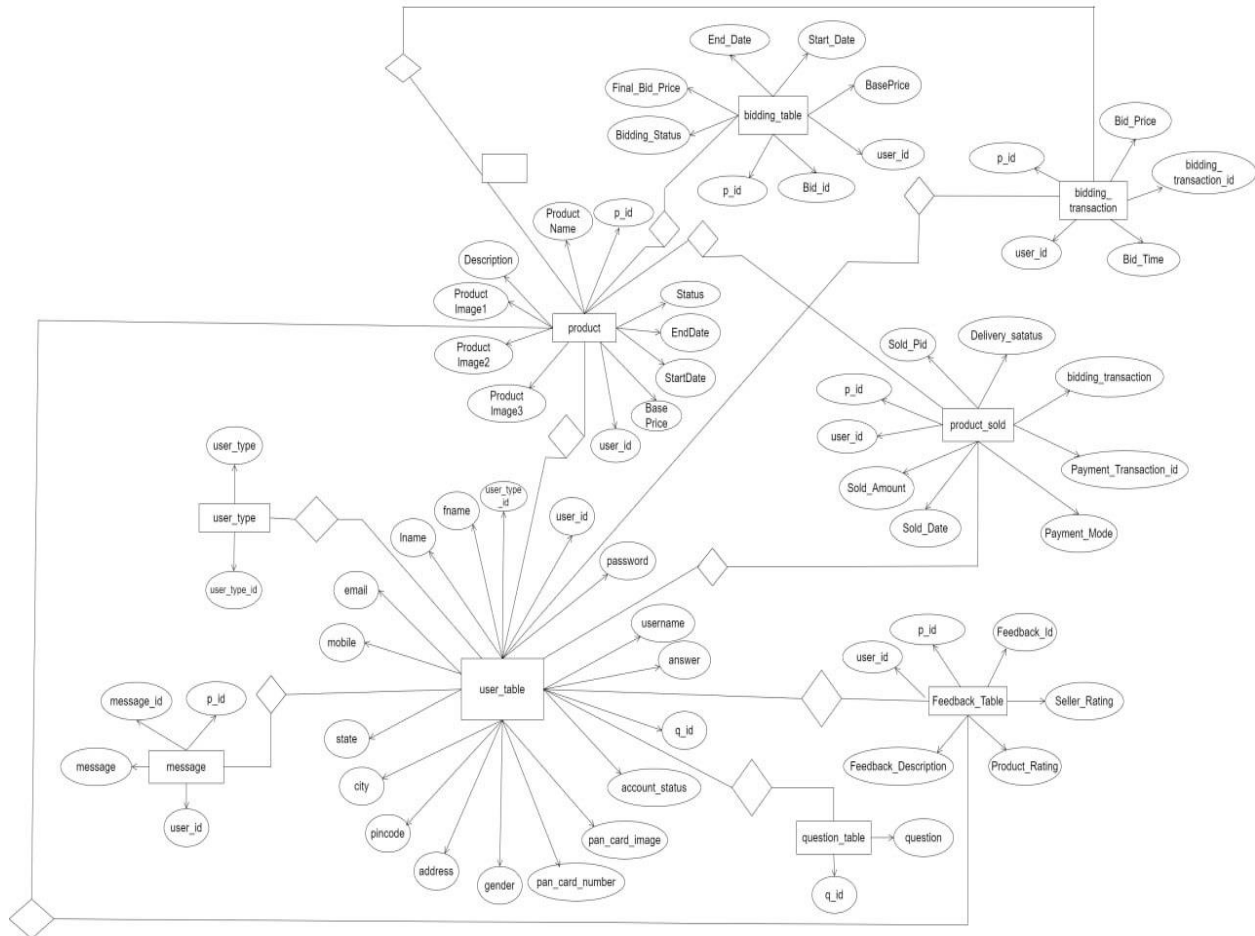 End_Date
Start_Date
Final_Bid_Price
BasePrice
bidding_table
Bidding_Status
user_id
p_id
Bid_id
Bid_Price
p_id
bidding_
transaction_id
bidding_
transaction
user_id
Bid_Time
Product
Name
p_id
Description
Product
Image1
Status
product
EndDate
Product
Image2
StartDate
Product
Image3
Base
Price
user_id
Sold_Pid
Delivery_satatus
p_id
bidding_transaction
product_sold
user_id
Payment_Transaction_id
Sold_Amount
Sold_Date
Payment_Mode
user_type
user_type
user_type_id
lname
fname
user_type
_id
user_id
password
email
mobile
username
answer
user_table
q_id
state
city
account_status
pincode
pan_card_image
address
gender
pan_card_number
message_id
p_id
message
message
user_id
p_id
Feedback_Id
user_id
Feedback_Table
Seller_Rating
Feedback_Description
Product_Rating
question_table
question
q_id